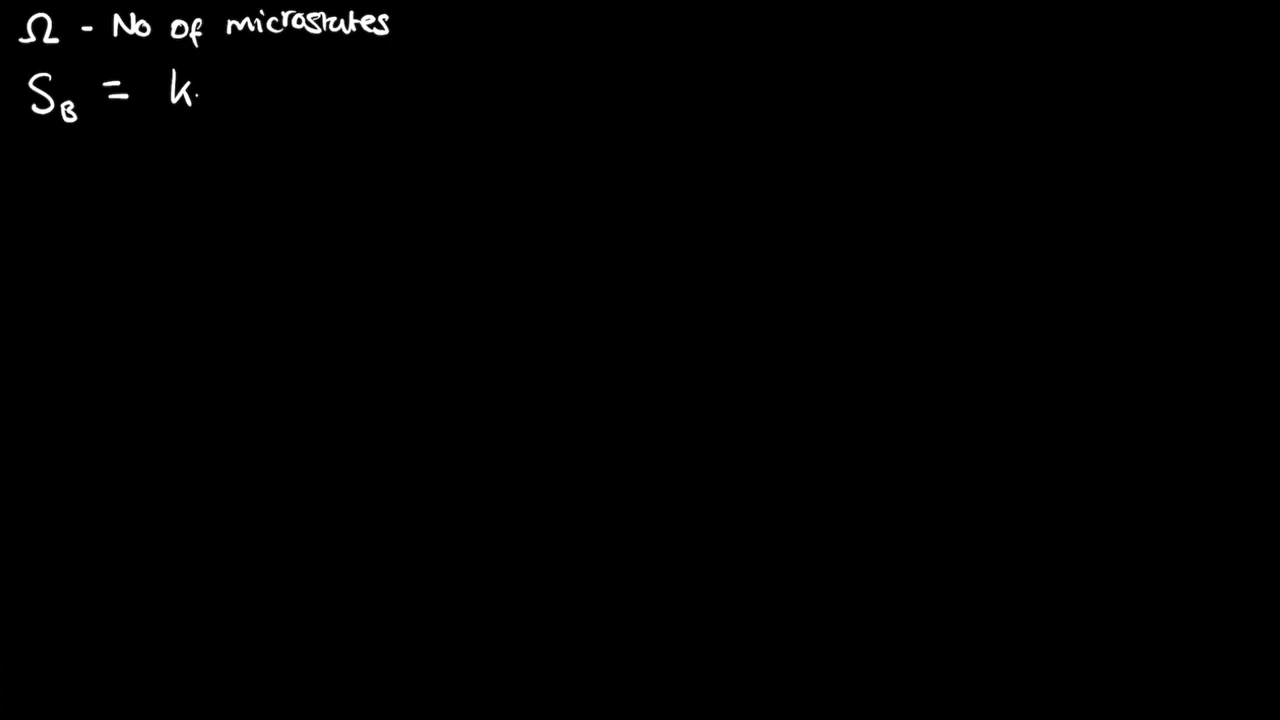 Ω - No of microstates
S_B = k